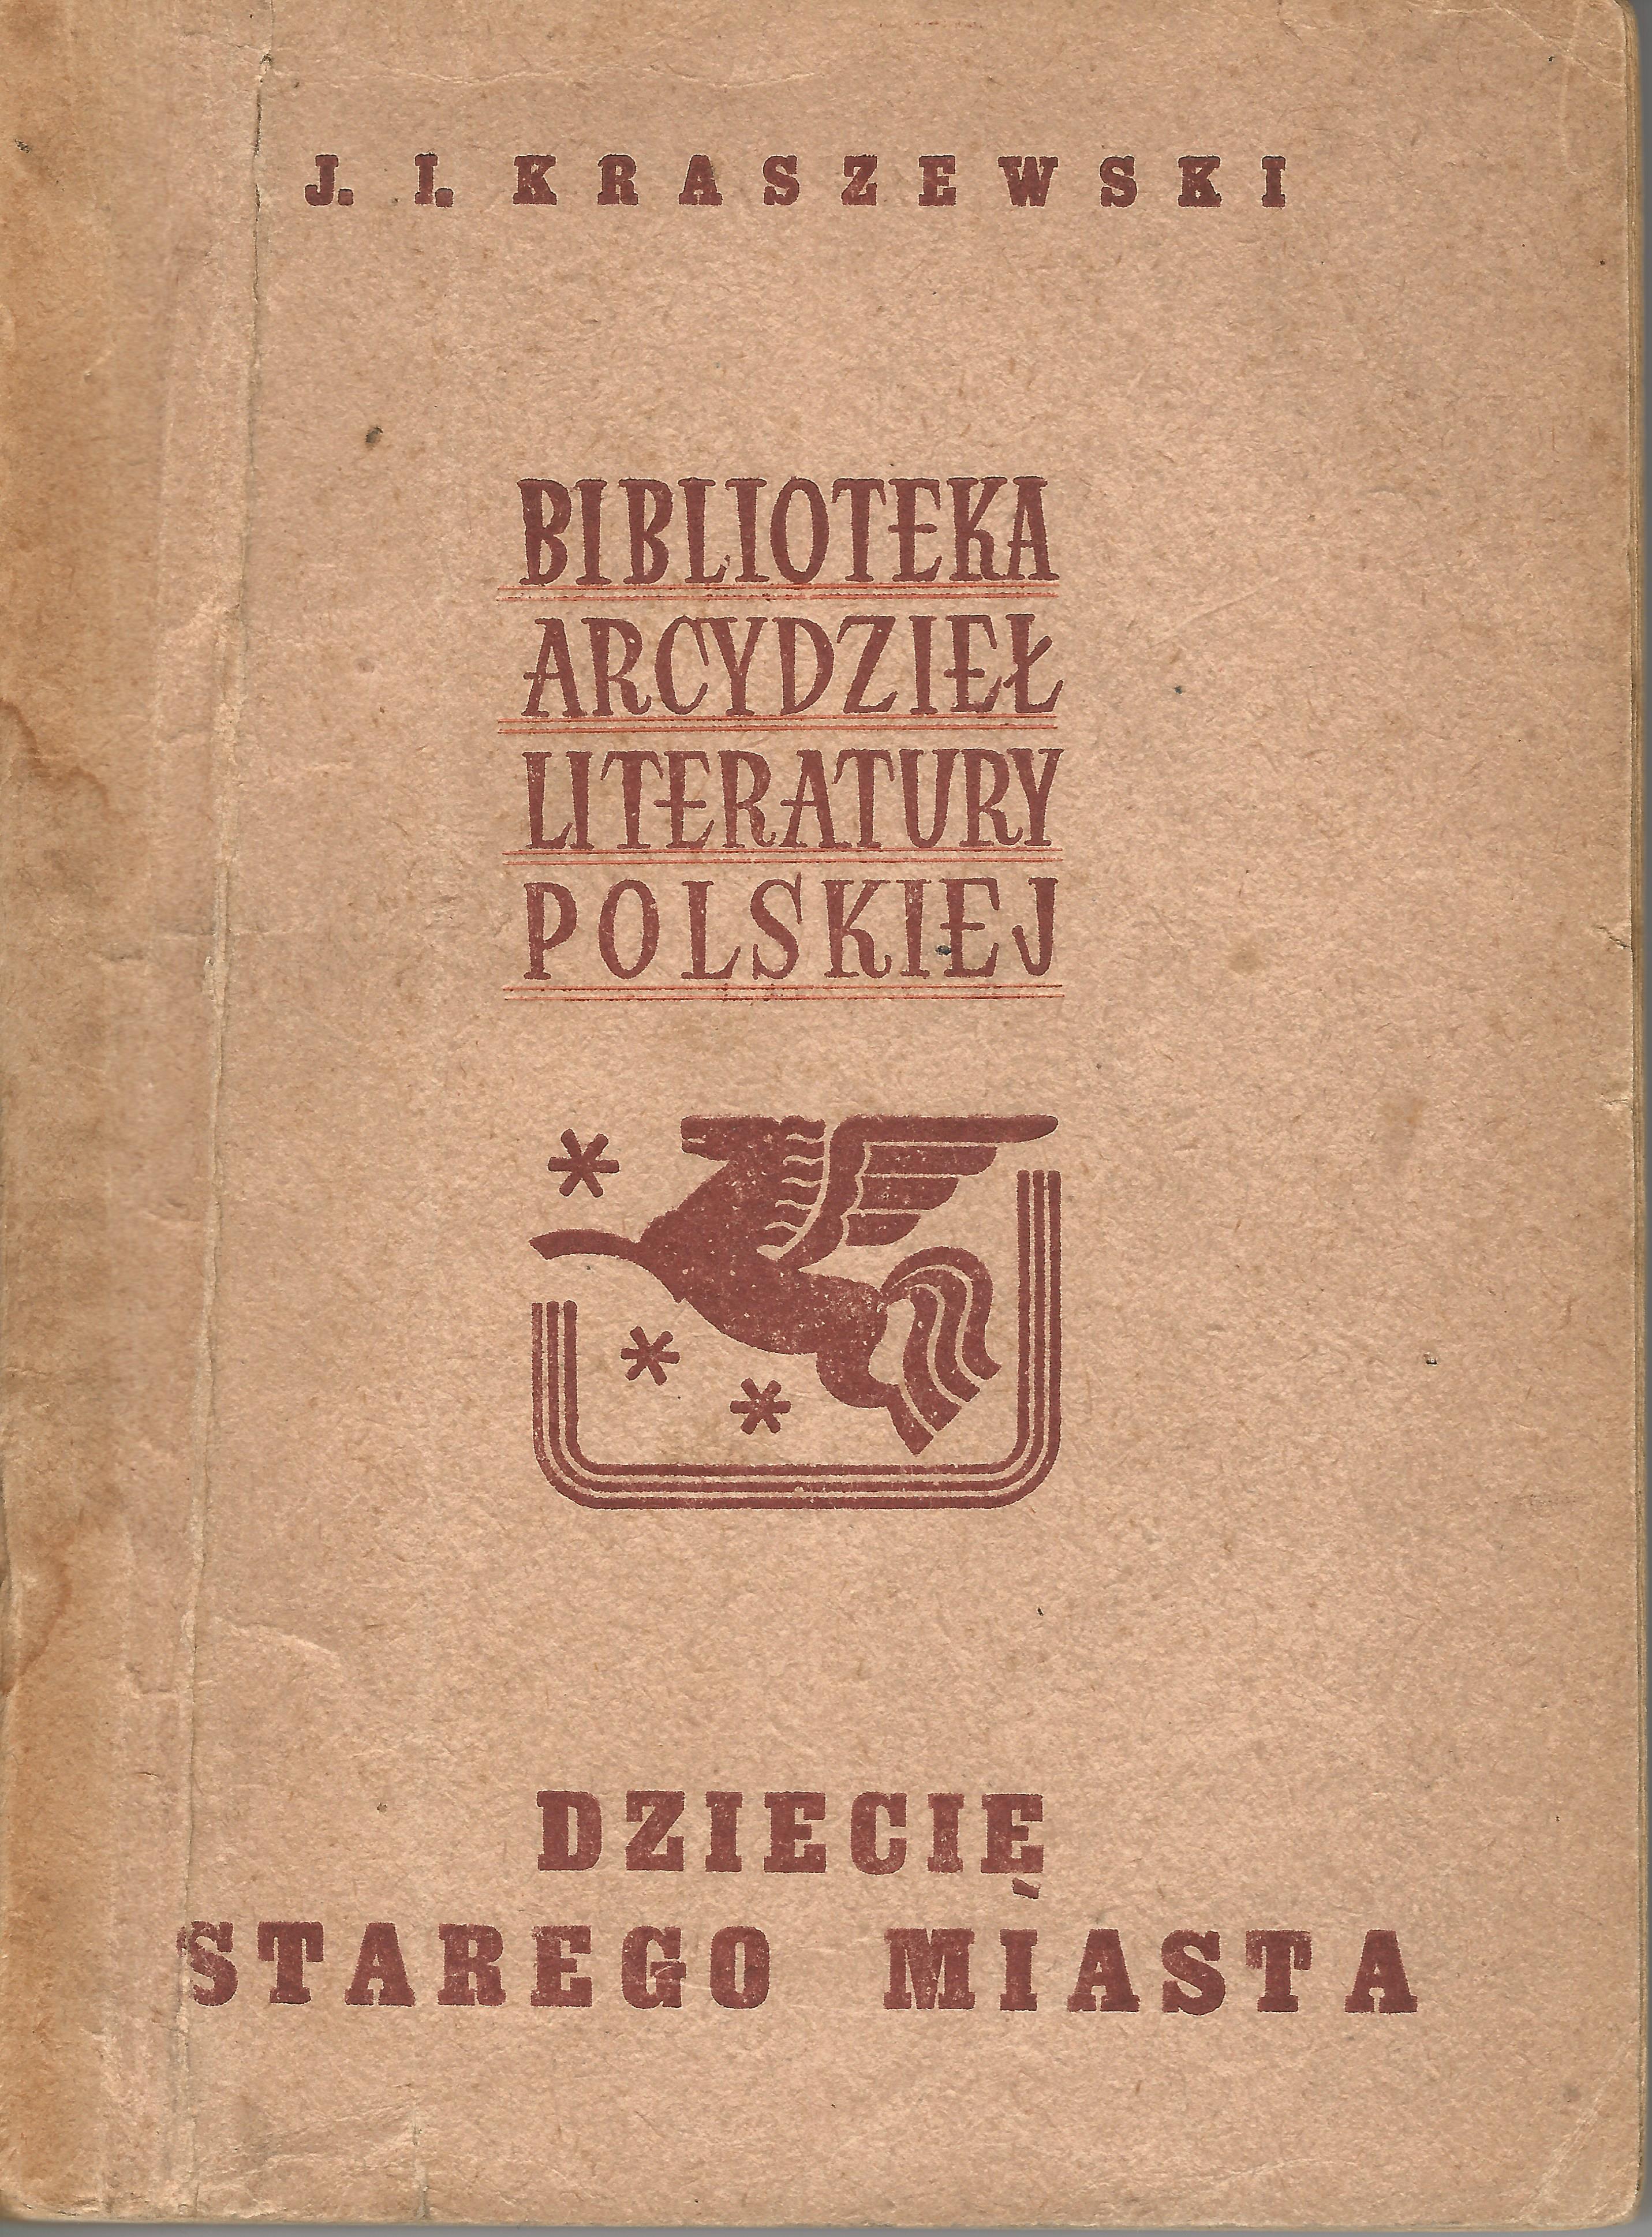 J. I. KRASZEWSKI
BIBLIOTEKA
ARCYDZIEŁ
LITERATURY
POLSKIEJ
DZIECIĘ
STAREGO MIASTA